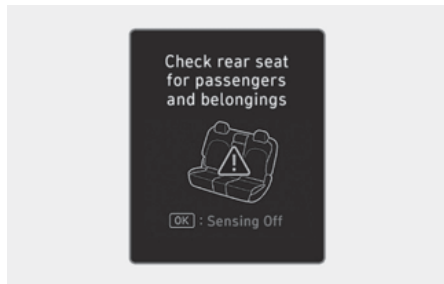 Check rear seat
for passengers
and belongings
OK : Sensing Off